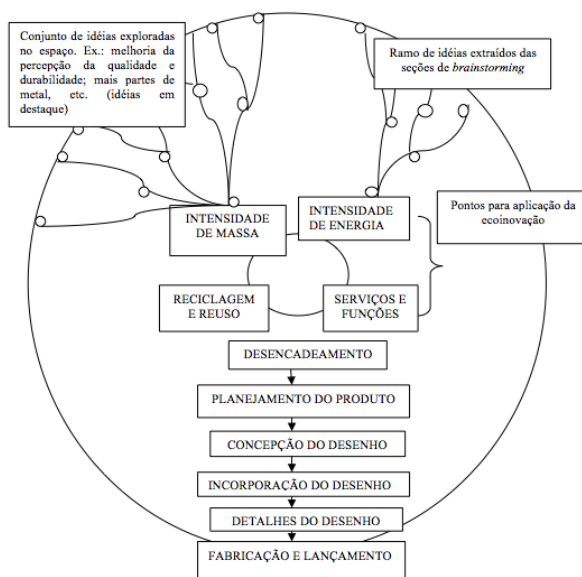 Conjunto de idéias exploradas
no espaço. Ex.: melhoria da
percepção da qualidade e
durabilidade; mais partes de
metal, etc. (idéias em
destaque)
Ramo de idéias extraídos das
seções de brainstorming
INTENSIDADE
DE MASSA
INTENSIDADE
DE ENERGIA
Pontos para aplicação da
ecoinovação
RECICLAGEM
E REUSO
SERVIÇOS E
FUNÇÕES
DESENCADEAMENTO
PLANEJAMENTO DO PRODUTO
CONCEPÇÃO DO DESENHO
INCORPORAÇÃO DO DESENHO
DETALHES DO DESENHO
FABRICAÇÃO E LANÇAMENTO